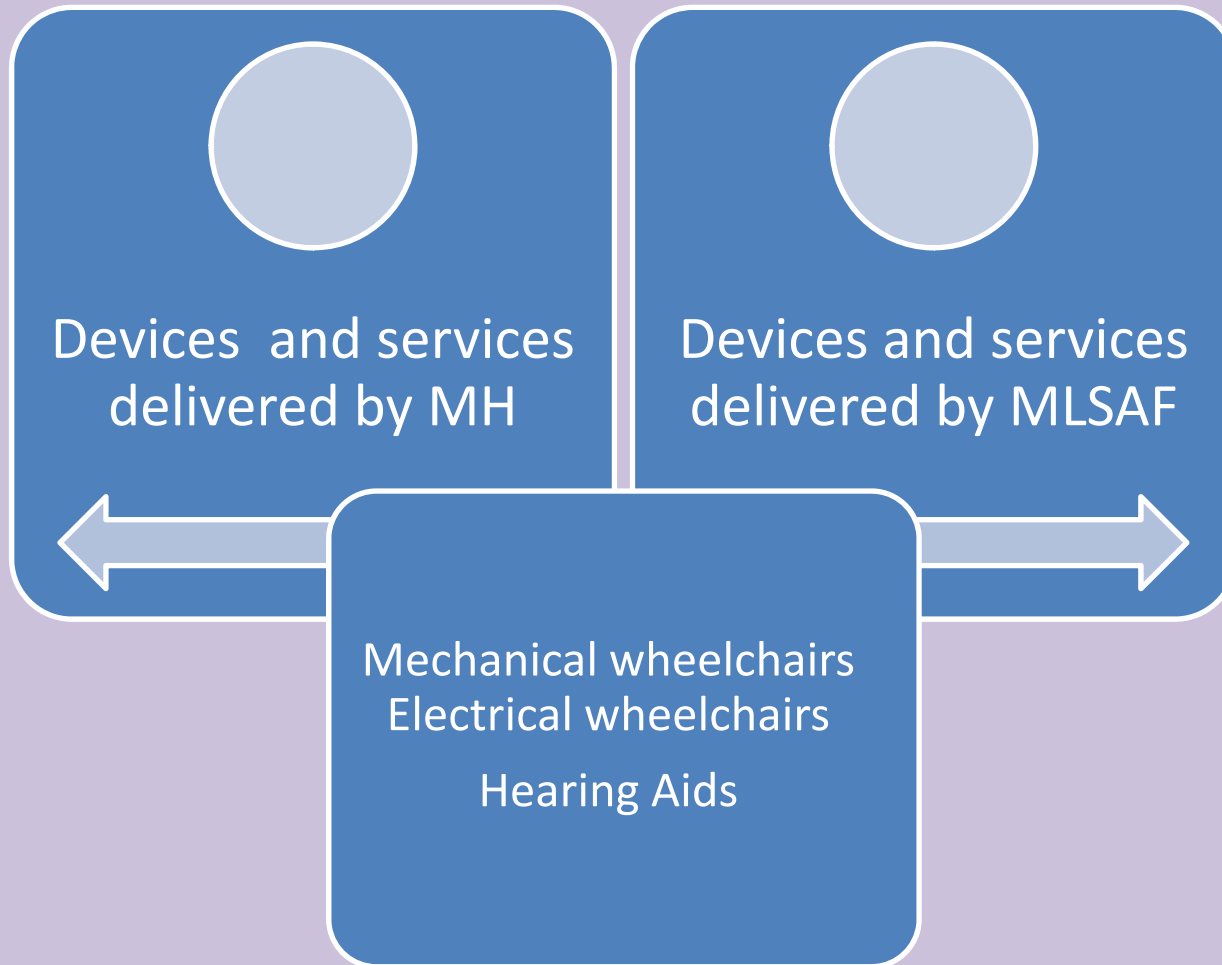 Devices  and services
delivered by MH
Devices and services
delivered by MLSAF
Mechanical wheelchairs
Electrical wheelchairs
Hearing Aids